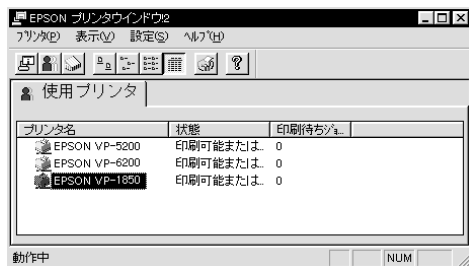 EPSON プリンタウインドウ!2
プリンタ(P) 表示(V) 設定(S) ヘルプ(H)
使用プリンタ
プリンタ名 状態 印刷待ちジョ...
EPSON VP-5200 印刷可能または... 0
EPSON VP-6200 印刷可能または... 0
EPSON VP-1850 印刷可能または... 0
動作中 NUM